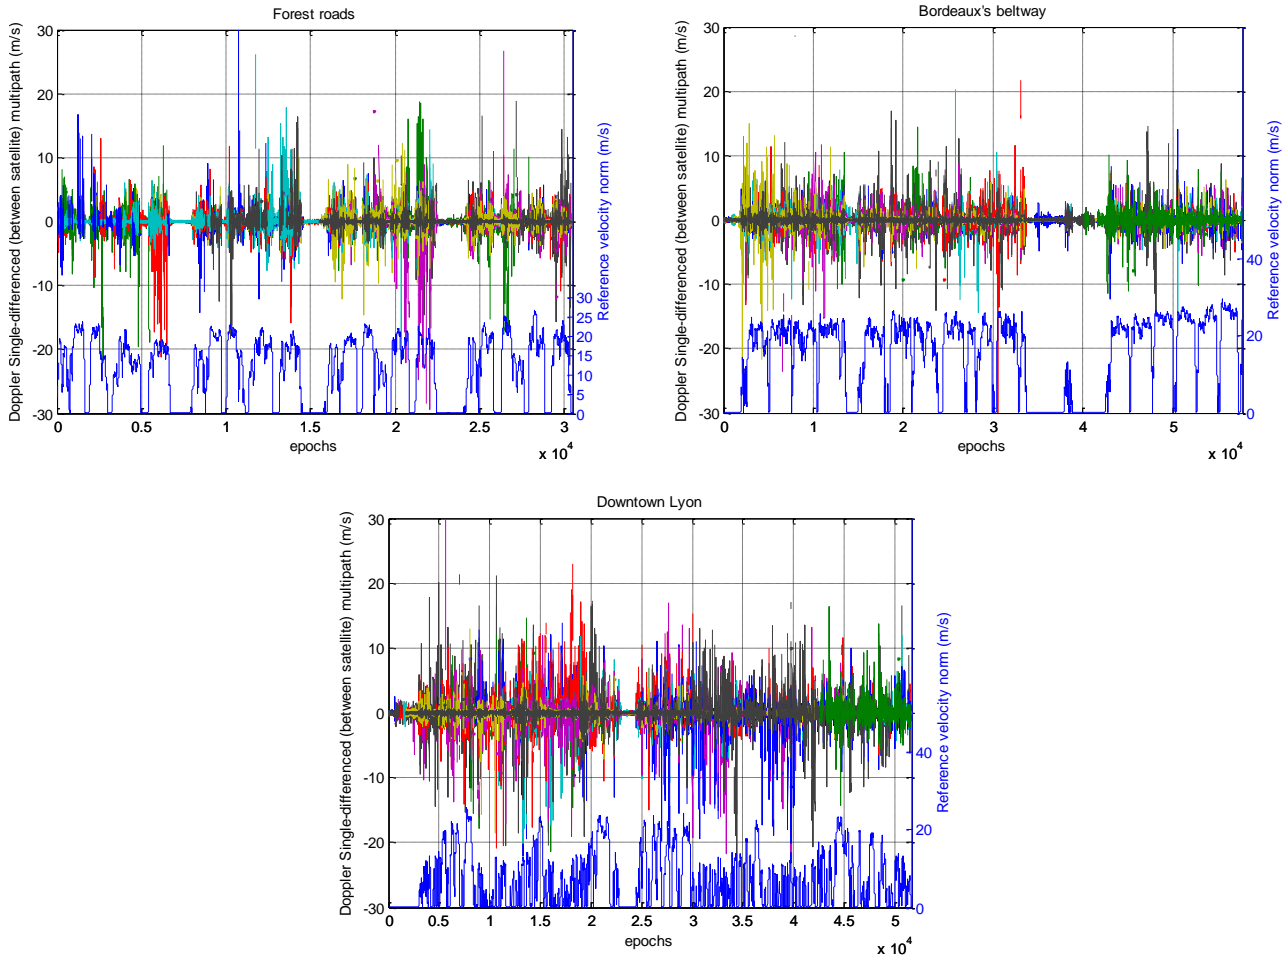 Forest roads
Doppler Single-differenced (between satellite) multipath (m/s)
30
20
10
0
-10
-20
-30
0 0.5 1 1.5 2 2.5 3
x 10^4
epochs
30
25
20
15
10
5
0
Reference velocity norm (m/s)
Bordeaux's beltway
Doppler Single-differenced (between satellite) multipath (m/s)
30
20
10
0
-10
-20
-30
0 10 20 30 40 50
x 10^4
epochs
40
20
0
Reference velocity norm (m/s)
Downtown Lyon
Doppler Single-differenced (between satellite) multipath (m/s)
30
20
10
0
-10
-20
-30
0 0.5 1 1.5 2 2.5 3 3.5 4 4.5 5
x 10^4
epochs
40
20
0
Reference velocity norm (m/s)